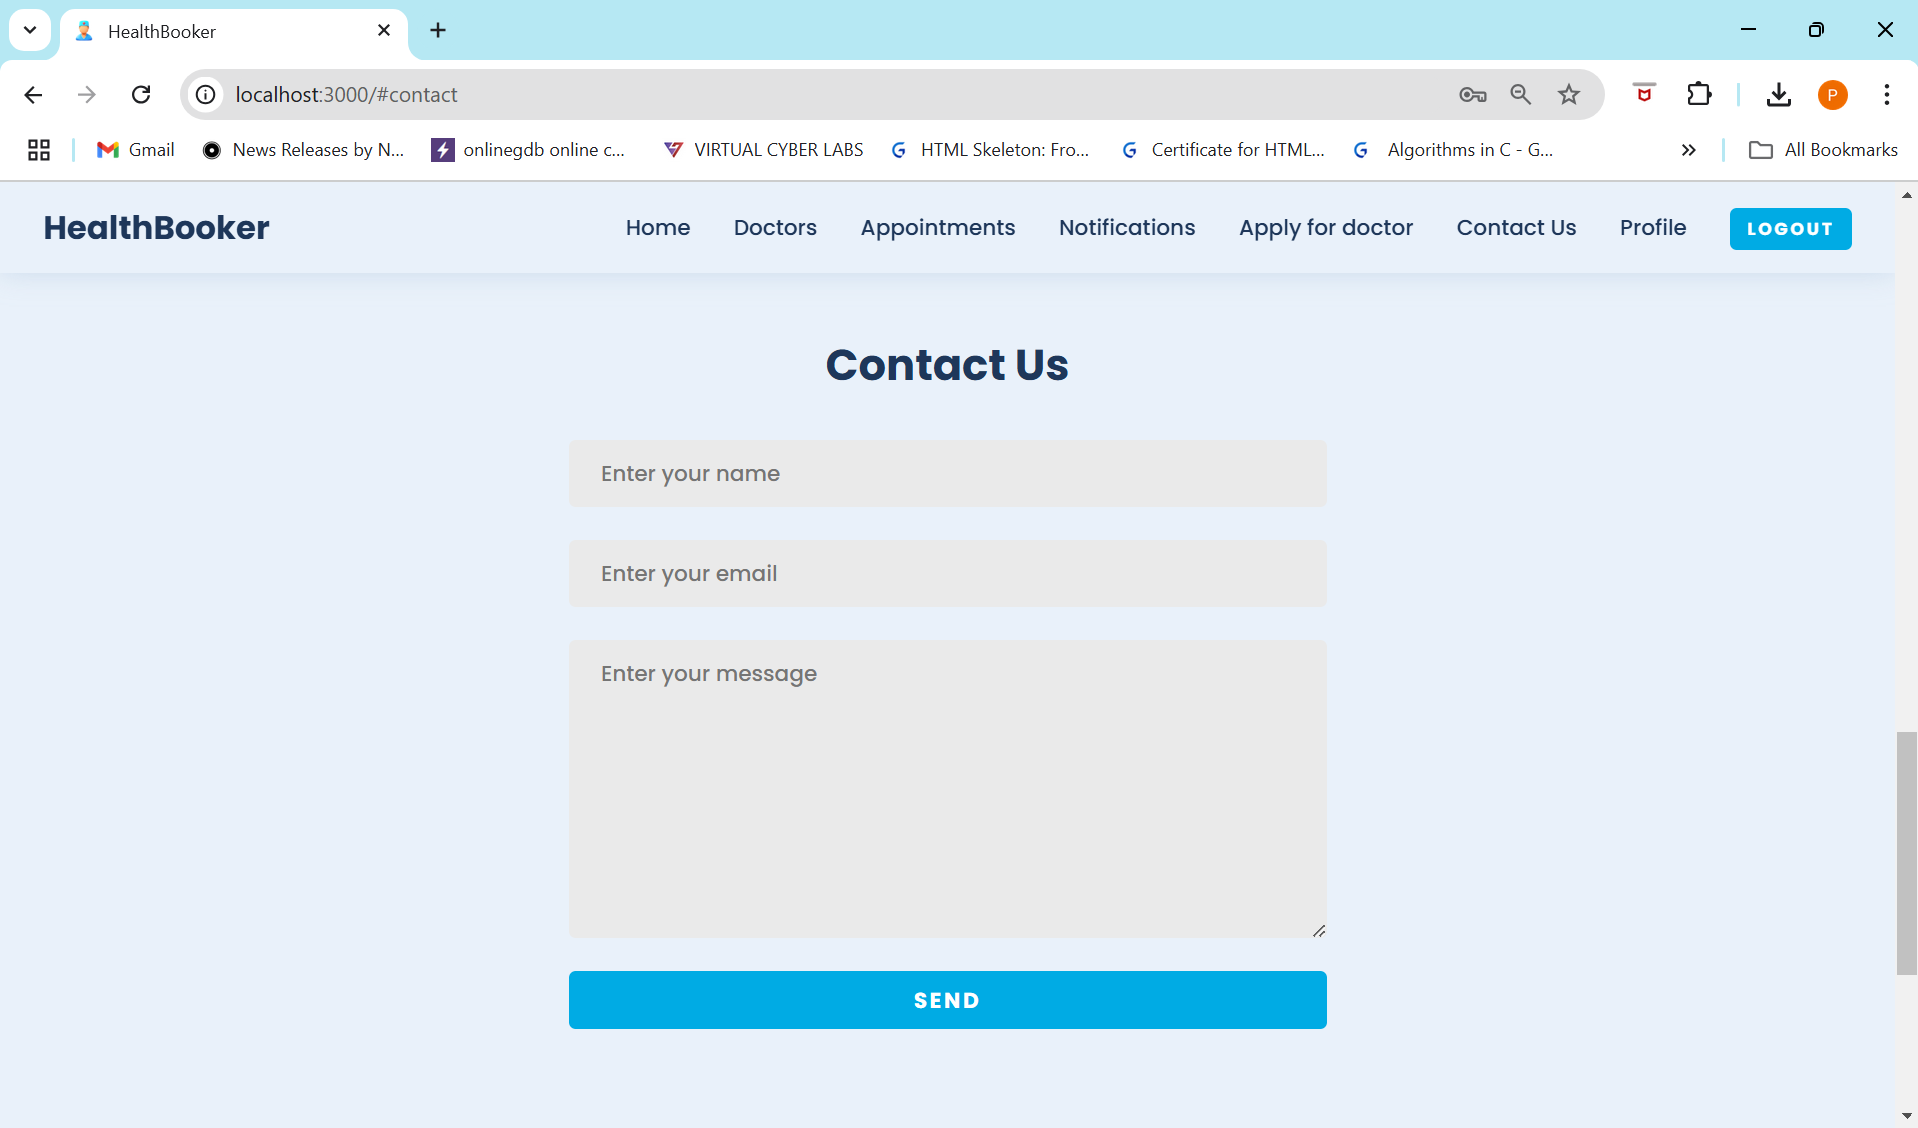 HealthBooker
localhost:3000/#contact
P
Gmail News Releases by N... onlinegdb online c... VIRTUAL CYBER LABS HTML Skeleton: Fro... Certificate for HTML... Algorithms in C - G... All Bookmarks
HealthBooker Home Doctors Appointments Notifications Apply for doctor Contact Us Profile LOGOUT
Contact Us
Enter your name
Enter your email
Enter your message
SEND